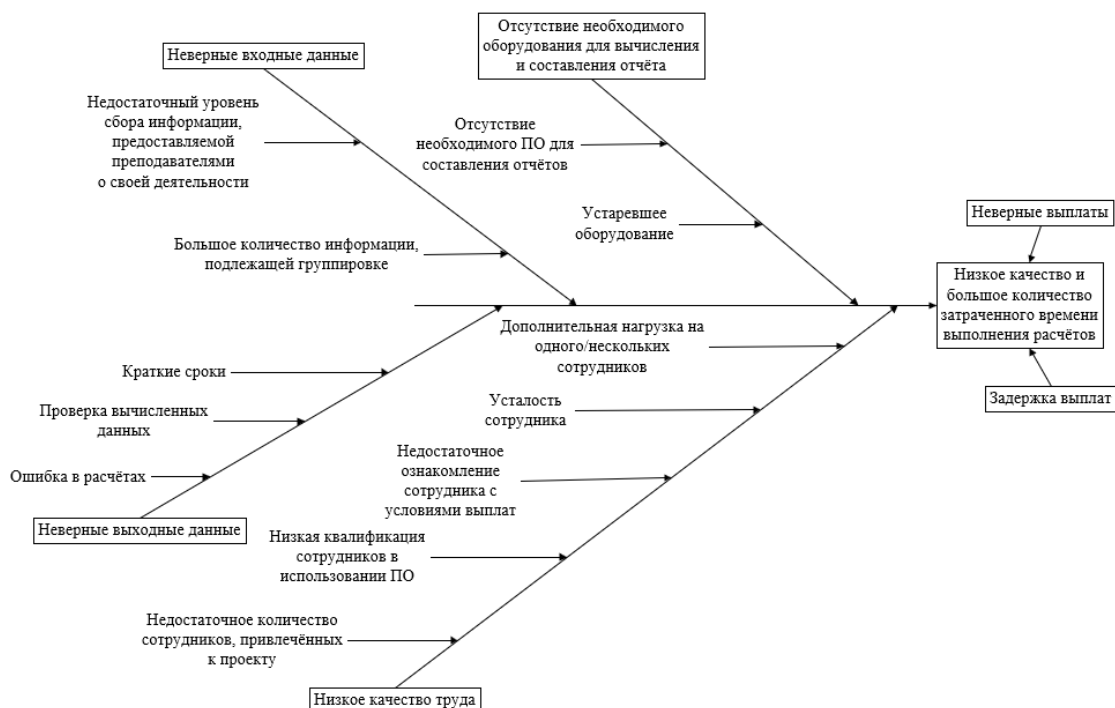 Неверные входные данные
Отсутствие необходимого
оборудования для вычисления
и составления отчёта
Недостаточный уровень
сбора информации,
предоставляемой
преподавателями
о своей деятельности
Отсутствие
необходимого ПО для
составления отчётов
Устаревшее
оборудование
Большое количество информации,
подлежащей группировке
Неверные выплаты
Низкое качество и
большое количество
затраченного времени
выполнения расчётов
Задержка выплат
Дополнительная нагрузка на
одного/нескольких
сотрудников
Краткие сроки
Усталость
сотрудника
Проверка вычисленных
данных
Недостаточное
ознакомление
сотрудника с
условиями выплат
Ошибка в расчётах
Неверные выходные данные
Низкая квалификация
сотрудников в
использовании ПО
Недостаточное количество
сотрудников, привлечённых
к проекту
Низкое качество труда